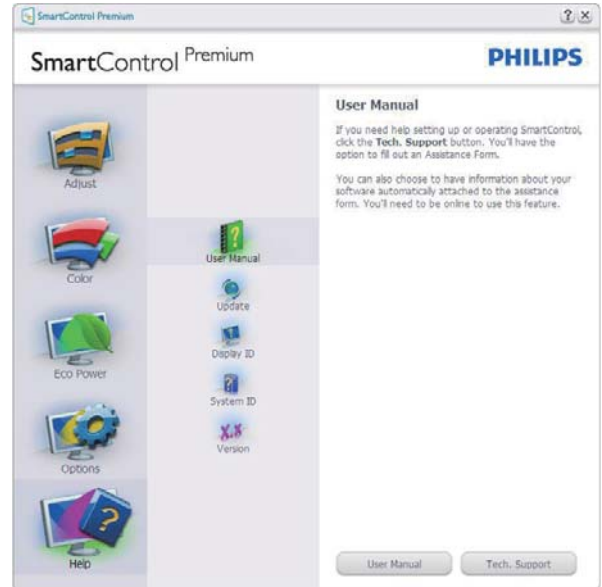 SmartControl Premium
SmartControl Premium
PHILIPS
Adjust
Color
Eco Power
Options
Help
User Manual
Update
Display ID
System ID
X.X
Version
User Manual
If you need help setting up or operating SmartControl,
click the Tech. Support button. You'll have the
option to fill out an Assistance Form.
You can also choose to have information about your
software automatically attached to the assistance
form. You'll need to be online to use this feature.
User Manual
Tech. Support